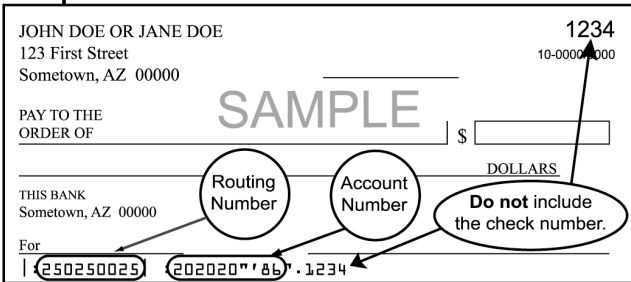 JOHN DOE OR JANE DOE 1234
123 First Street 10-0000/0000
Sometown, AZ 00000
SAMPLE
PAY TO THE
ORDER OF $
DOLLARS
Routing Number
Account Number
Do not include
the check number.
THIS BANK
Sometown, AZ 00000
For
|:250250025| :202020"'86".1234